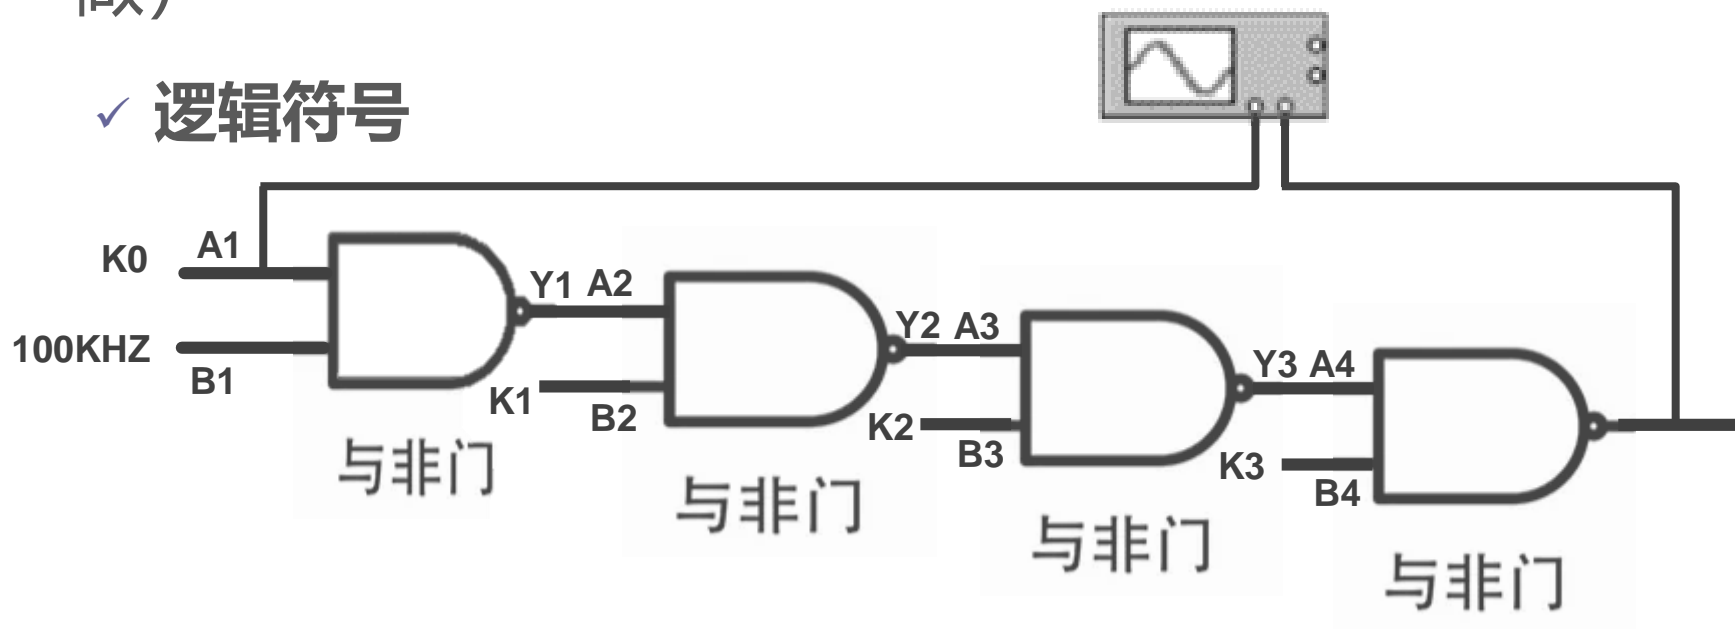 做）
✓ 逻辑符号
K0 A1
100KHZ
B1
Y1 A2
K1
B2
Y2 A3
K2
B3
Y3 A4
K3
B4
与非门
与非门
与非门
与非门